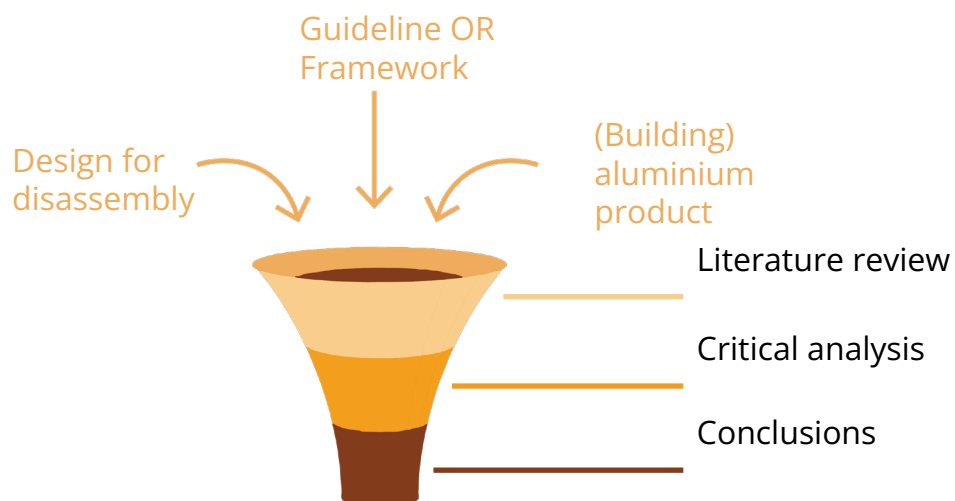 Guideline OR
Framework
Design for
disassembly
(Building)
aluminium
product
Literature review
Critical analysis
Conclusions